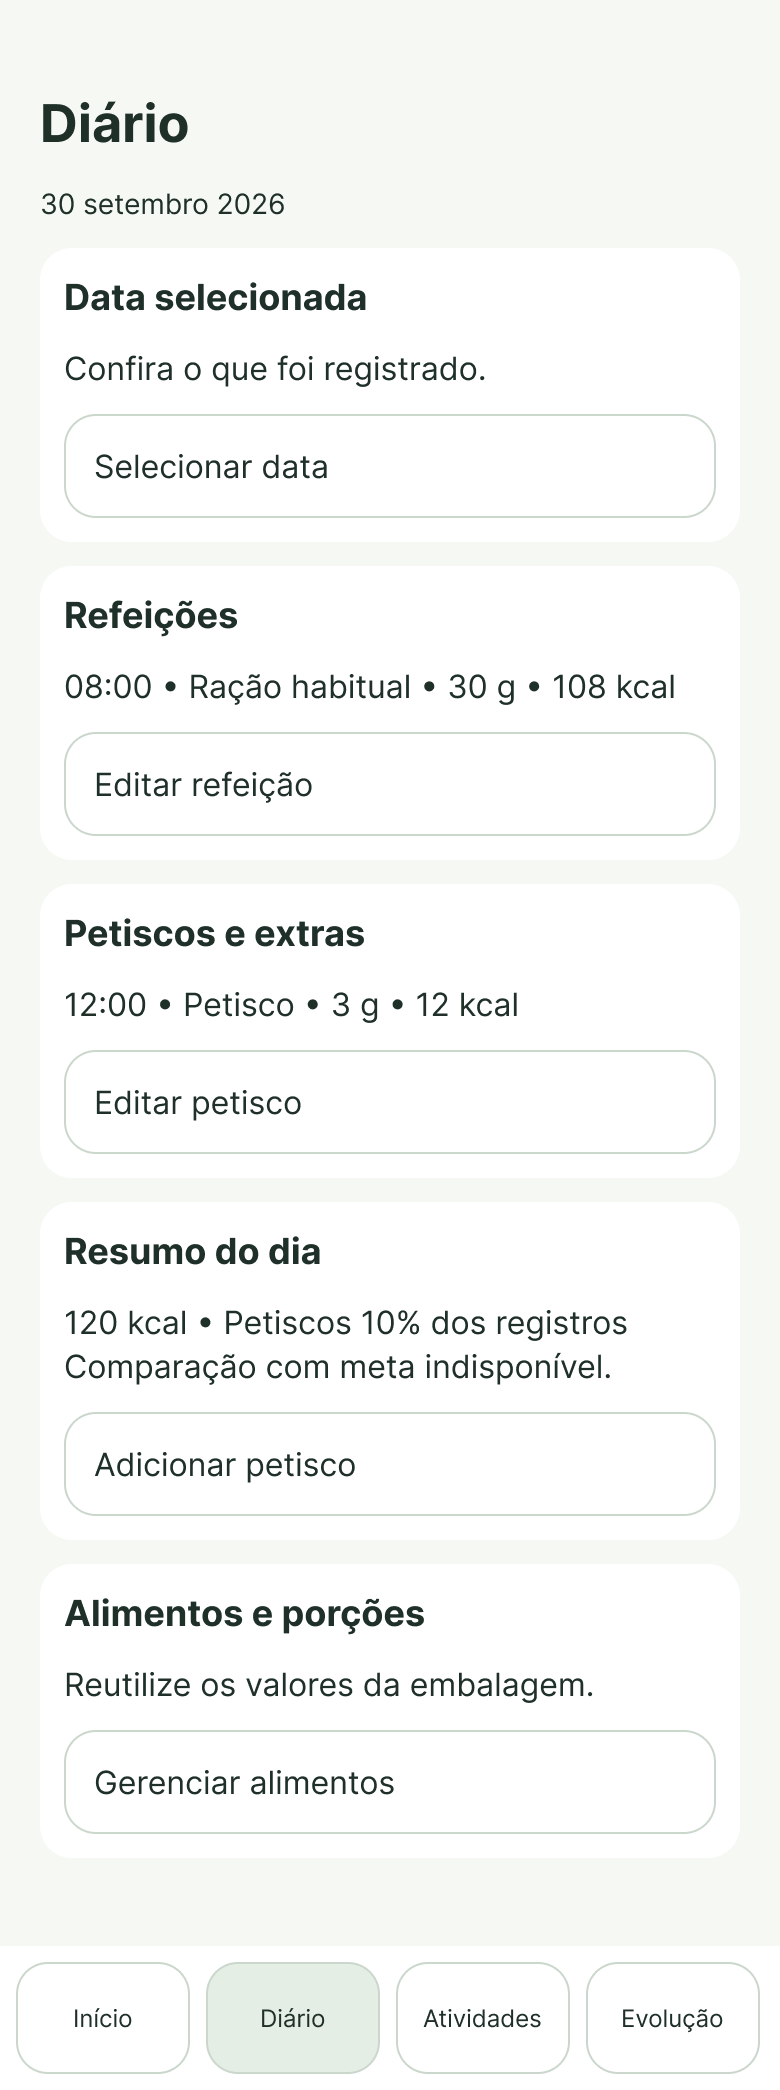 Diário
30 setembro 2026
Data selecionada
Confira o que foi registrado.
Selecionar data
Refeições
08:00 • Ração habitual • 30 g • 108 kcal
Editar refeição
Petiscos e extras
12:00 • Petisco • 3 g • 12 kcal
Editar petisco
Resumo do dia
120 kcal • Petiscos 10% dos registros
Comparação com meta indisponível.
Adicionar petisco
Alimentos e porções
Reutilize os valores da embalagem.
Gerenciar alimentos
Início
Diário
Atividades
Evolução